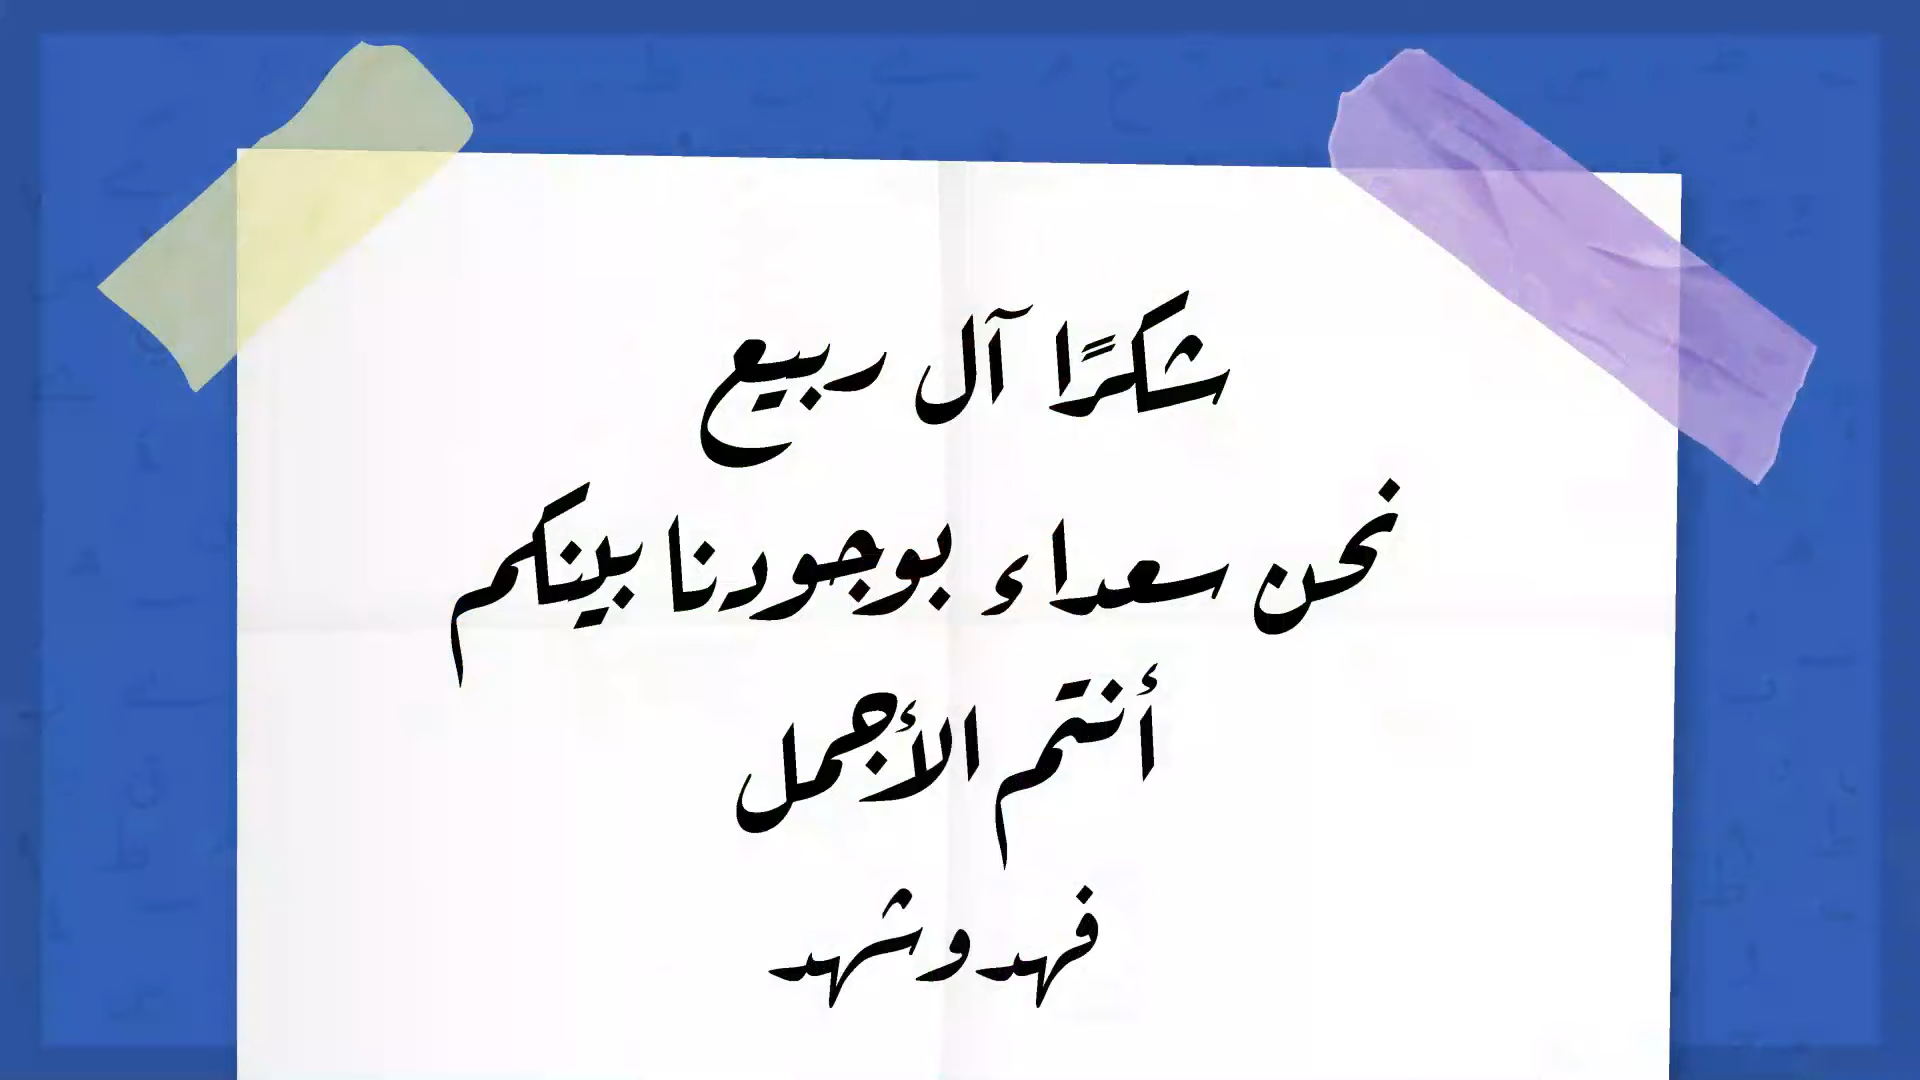 شكرًا آل ربيع
نحن سعداء بوجودنا بينكم
أنتم الأجمل
فهد وشهد